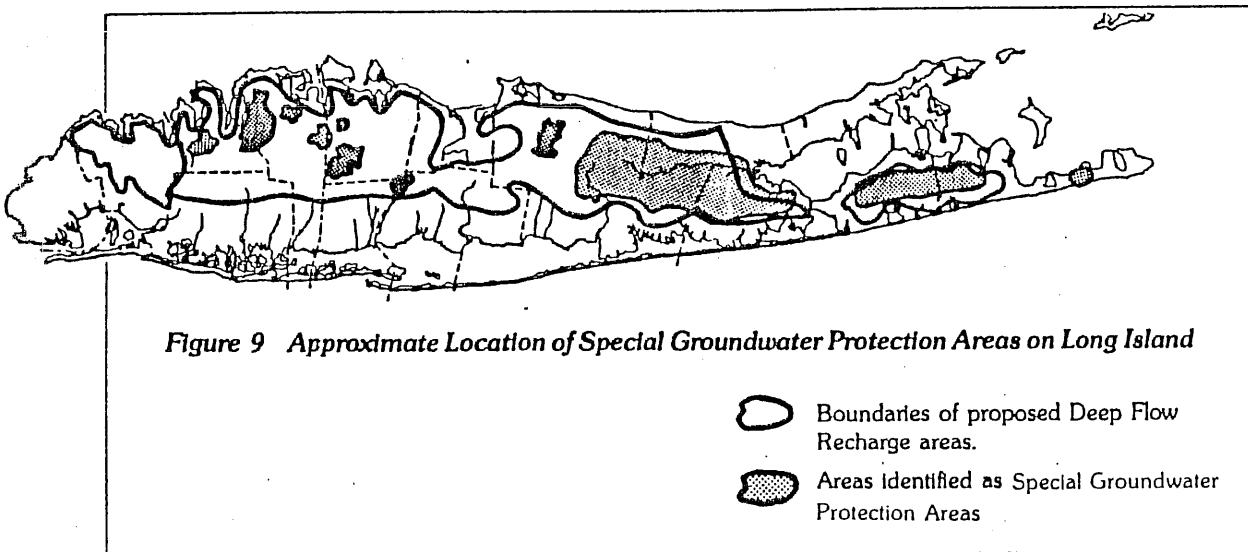 Figure 9 Approximate Location of Special Groundwater Protection Areas on Long Island
Boundaries of proposed Deep Flow
Recharge areas.
Areas identified as Special Groundwater
Protection Areas